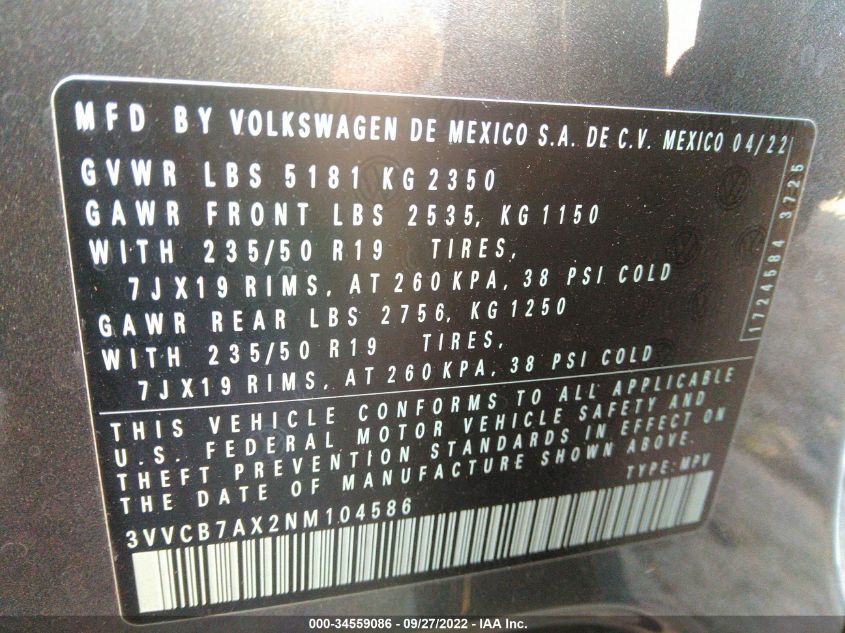 MFD BY VOLKSWAGEN DE MEXICO S.A. DE C.V. MEXICO 04/22
GVWR LBS 5181 KG 2350
GAWR FRONT LBS 2535, KG 1150
WITH 235/50 R19 TIRES,
7JX19 RIMS, AT 260 KPA, 38 PSI COLD
GAWR REAR LBS 2756, KG 1250
WITH 235/50 R19 TIRES,
7JX19 RIMS, AT 260 KPA, 38 PSI COLD
1724584 3725
THIS VEHICLE CONFORMS TO ALL APPLICABLE
U.S. FEDERAL MOTOR VEHICLE SAFETY AND
THEFT PREVENTION STANDARDS IN EFFECT ON
THE DATE OF MANUFACTURE SHOWN ABOVE.
TYPE: MPV
3VVCB7AX2NM104586
000-34559086 - 09/27/2022 - IAA Inc.